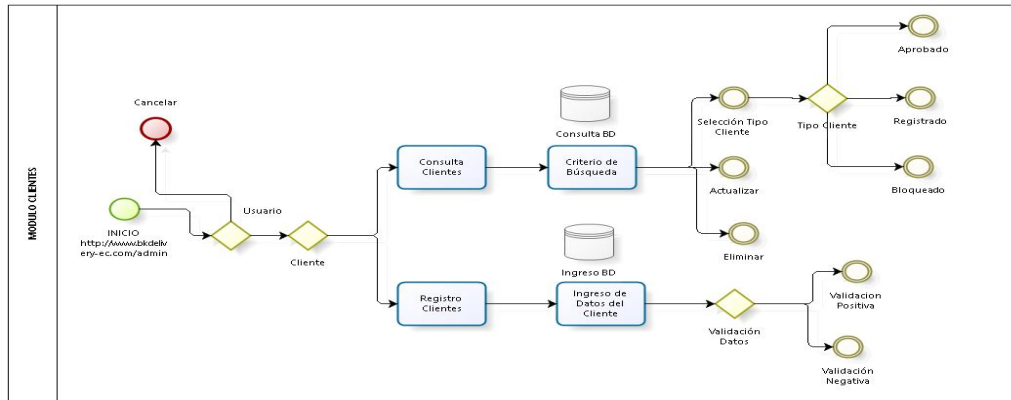 MODULO CLIENTES
Cancelar
INICIO
http://www.bkdeliv
ery-ec.com/admin
Usuario
Cliente
Consulta
Clientes
Consulta BD
Criterio de
Búsqueda
Selección Tipo
Cliente
Actualizar
Eliminar
Tipo Cliente
Aprobado
Registrado
Bloqueado
Registro
Clientes
Ingreso BD
Ingreso de
Datos del
Cliente
Validación
Datos
Validacion
Positiva
Validación
Negativa